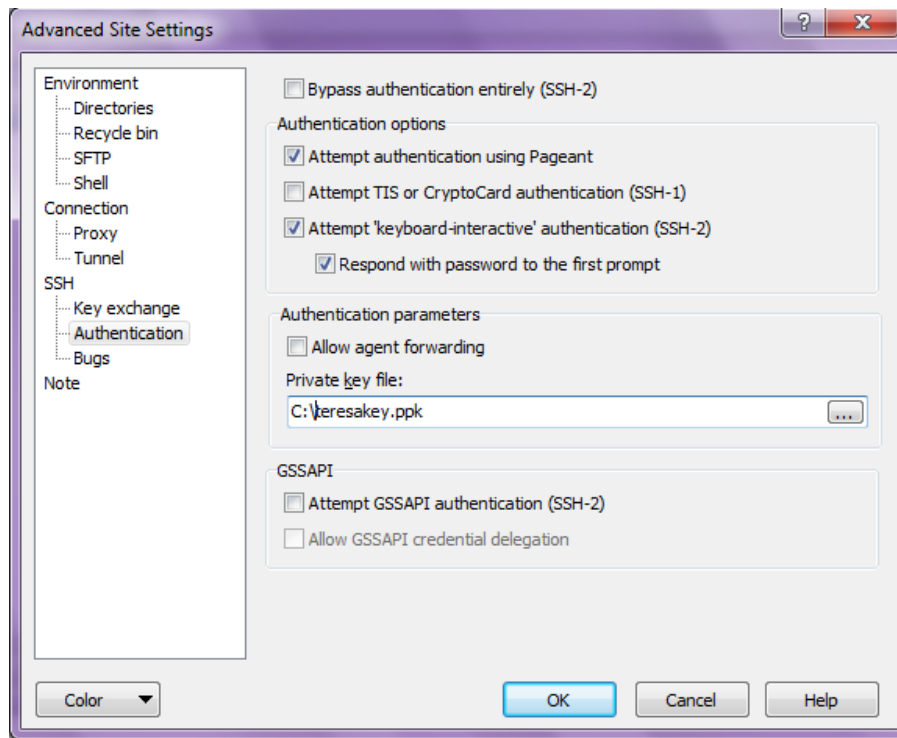 Advanced Site Settings
?
X
Environment
Directories
Recycle bin
SFTP
Shell
Connection
Proxy
Tunnel
SSH
Key exchange
Authentication
Bugs
Note
Bypass authentication entirely (SSH-2)
Authentication options
Attempt authentication using Pageant
Attempt TIS or CryptoCard authentication (SSH-1)
Attempt 'keyboard-interactive' authentication (SSH-2)
Respond with password to the first prompt
Authentication parameters
Allow agent forwarding
Private key file:
C:\teresakey.ppk
...
GSSAPI
Attempt GSSAPI authentication (SSH-2)
Allow GSSAPI credential delegation
Color
OK
Cancel
Help